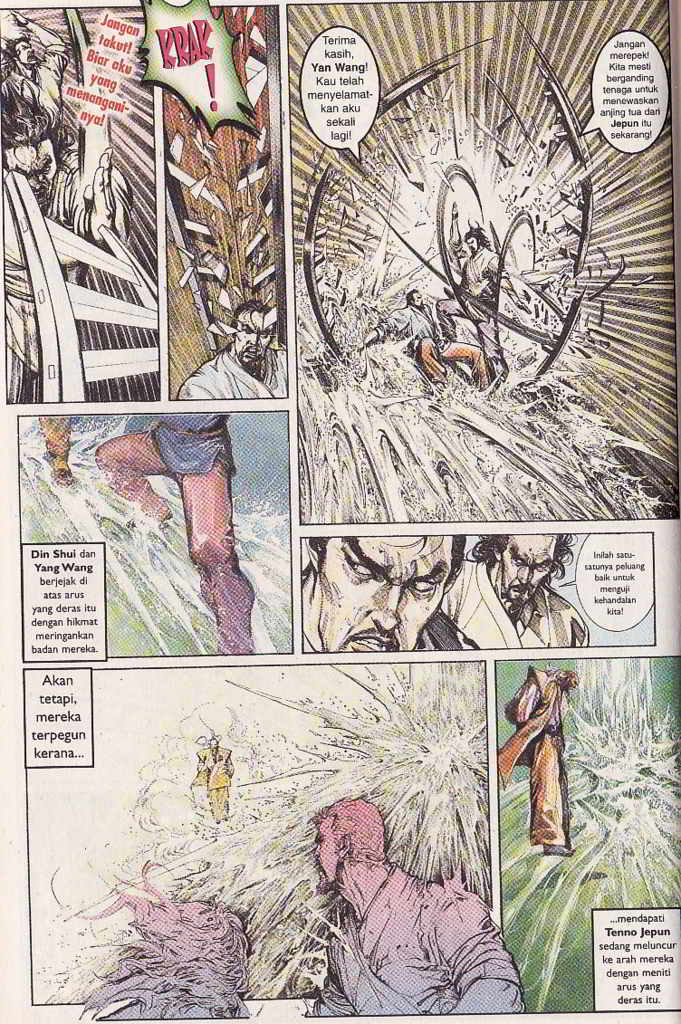 Jangan
takut!
Biar aku
yang
menangani-
nya!
KRAK
!
Terima
kasih,
Yan Wang!
Kau telah
menyelamat-
kan aku
sekali
lagi!
Jangan
merepek!
Kita mesti
berganding
tenaga untuk
menewaskan
anjing tua dari
Jepun itu
sekarang!
Din Shui dan
Yang Wang
berjejak di
atas arus
yang deras itu
dengan hikmat
meringankan
badan mereka.
Inilah satu-
satunya peluang
baik untuk
menguji
kehandalan
kita!
Akan
tetapi,
mereka
terpegun
kerana...
...mendapati
Tenno Jepun
sedang meluncur
ke arah mereka
dengan meniti
arus yang
deras itu.